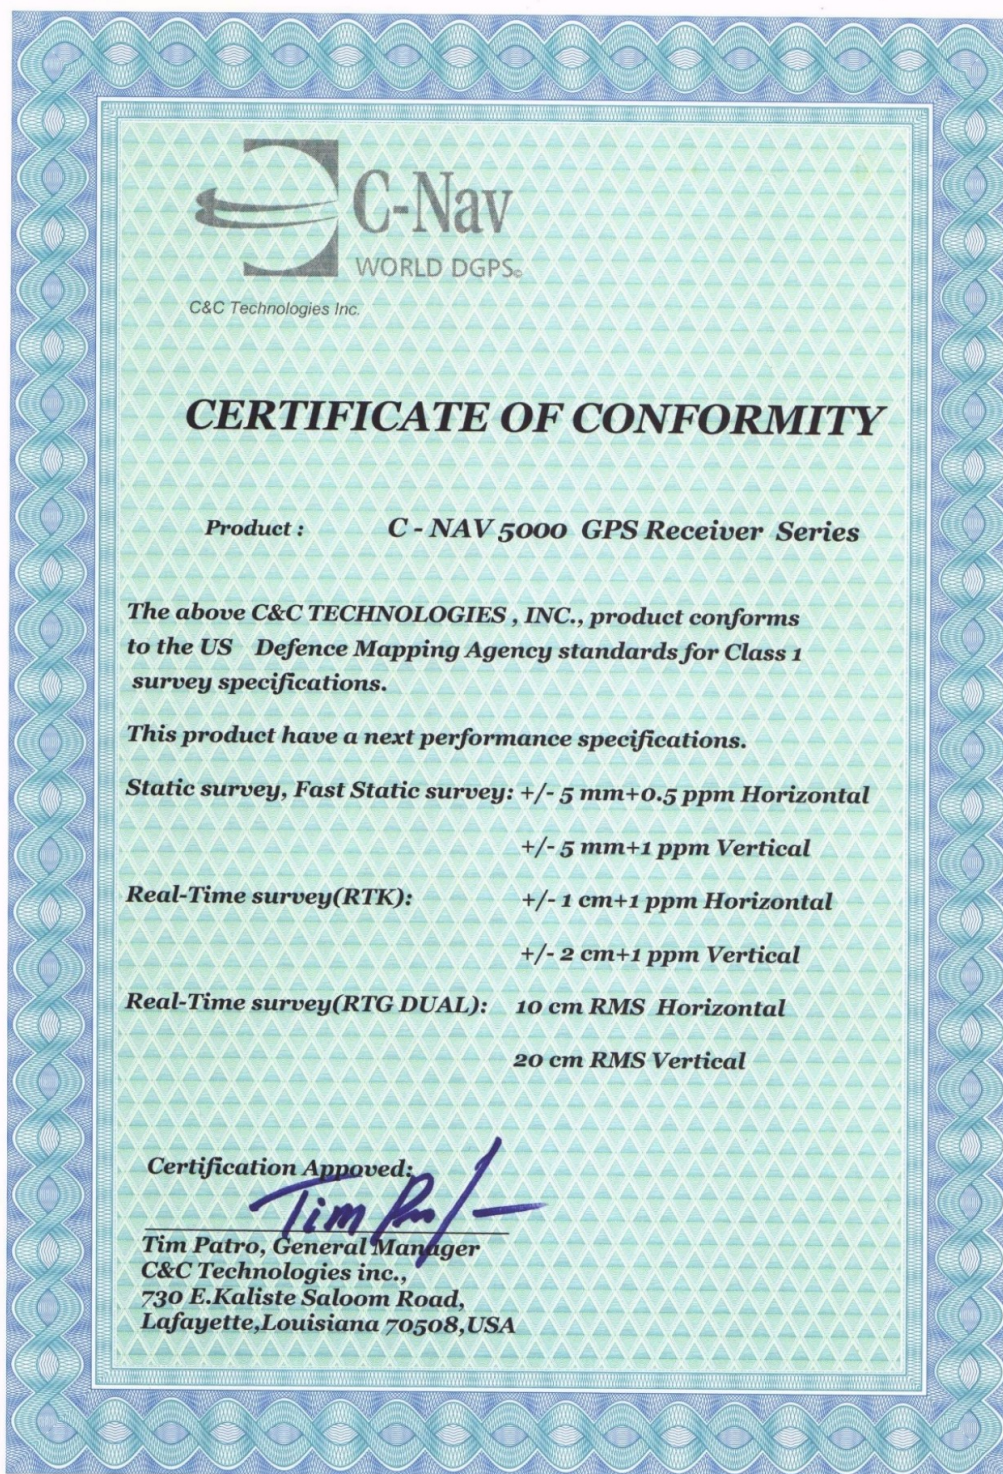 C-Nav
WORLD DGPS©
C&C Technologies Inc.
CERTIFICATE OF CONFORMITY
Product : C - NAV 5000 GPS Receiver Series
The above C&C TECHNOLOGIES , INC., product conforms
to the US Defence Mapping Agency standards for Class 1
survey specifications.
This product have a next performance specifications.
Static survey, Fast Static survey: +/- 5 mm+0.5 ppm Horizontal
+/- 5 mm+1 ppm Vertical
Real-Time survey(RTK): +/- 1 cm+1 ppm Horizontal
+/- 2 cm+1 ppm Vertical
Real-Time survey(RTG DUAL): 10 cm RMS Horizontal
20 cm RMS Vertical
Certification Appoved:
Tim Patro, General Manager
C&C Technologies inc.,
730 E.Kaliste Saloom Road,
Lafayette,Louisiana 70508,USA